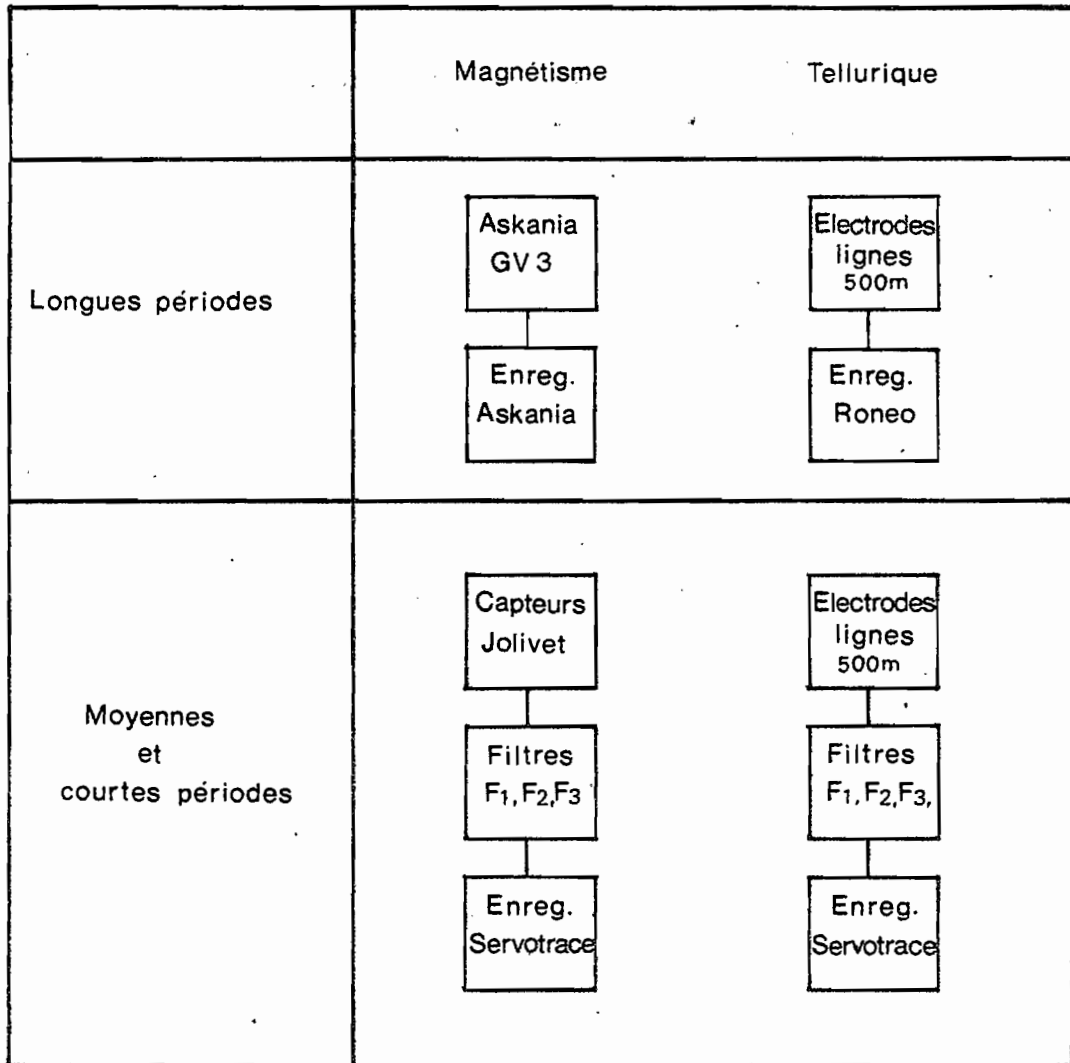 Magnétisme
Tellurique
Longues périodes
Askania
GV 3
Enreg.
Askania
Electrodes
lignes
500m
Enreg.
Roneo
Moyennes
et
courtes périodes
Capteurs
Jolivet
Filtres
F1, F2, F3
Enreg.
Servotrace
Electrodes
lignes
500m
Filtres
F1, F2, F3,
Enreg.
Servotrace